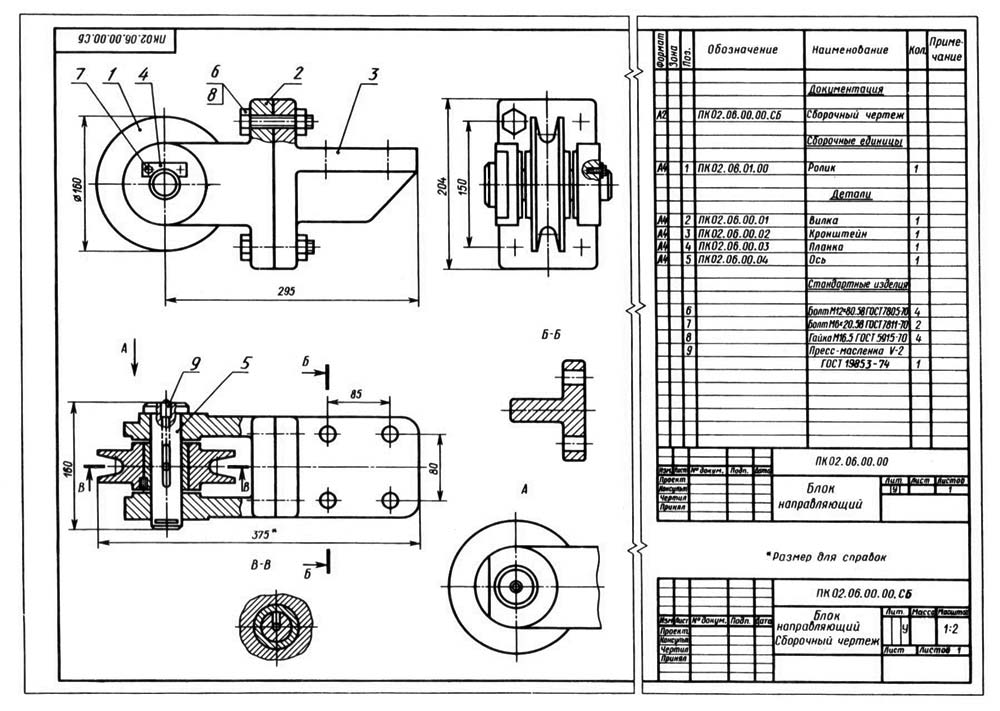 ПК02.06.00.00.СБ
7 1 4 6 2 3
8
⌀160
295
204
150
А
9 5
Б
85
80
160
В В
375*
Б
Б-Б
А
В-В
Формат Зона Поз. Обозначение Наименование Кол. Приме-
чание
Документация
А2 ПК02.06.00.00.СБ Сборочный чертеж
Сборочные единицы
А4 1 ПК02.06.01.00 Ролик 1
Детали
А4 2 ПК02.06.00.01 Вилка 1
А4 3 ПК02.06.00.02 Кронштейн 1
А4 4 ПК02.06.00.03 Планка 1
А4 5 ПК02.06.00.04 Ось 1
Стандартные изделия
6 Болт М12×80.58 ГОСТ7805-70 4
7 Болт М6×20.58 ГОСТ7811-70 2
8 Гайка М16.5 ГОСТ 5915-70 4
9 Пресс-масленка V-2
ГОСТ 19853-74 1
ПК02.06.00.00
Изм Лист № докум. Подп. Дата
Проект.
Консульт
Чертил
Принял
Блок
направляющий
Лит. Лист Листов
У 1
*Размер для справок
ПК02.06.00.00.СБ
Изм Лист № докум. Подп. Дата
Проект.
Консульт
Чертил
Принял
Блок
направляющий
Сборочный чертеж
Лит. Масса Масштаб
У 1:2
Лист Листов 1